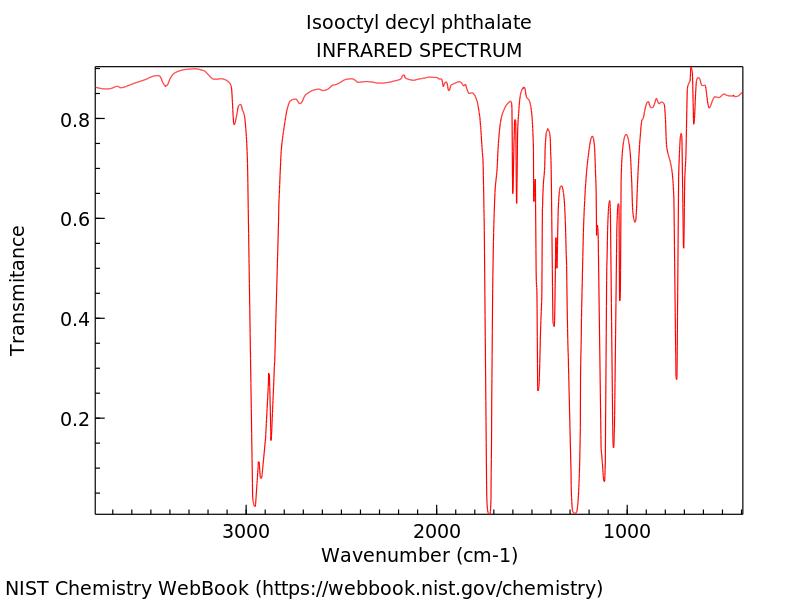 Isooctyl decyl phthalate
INFRARED SPECTRUM
0.8
0.6
0.4
0.2
Transmitance
3000 2000 1000
Wavenumber (cm-1)
NIST Chemistry WebBook (https://webbook.nist.gov/chemistry)